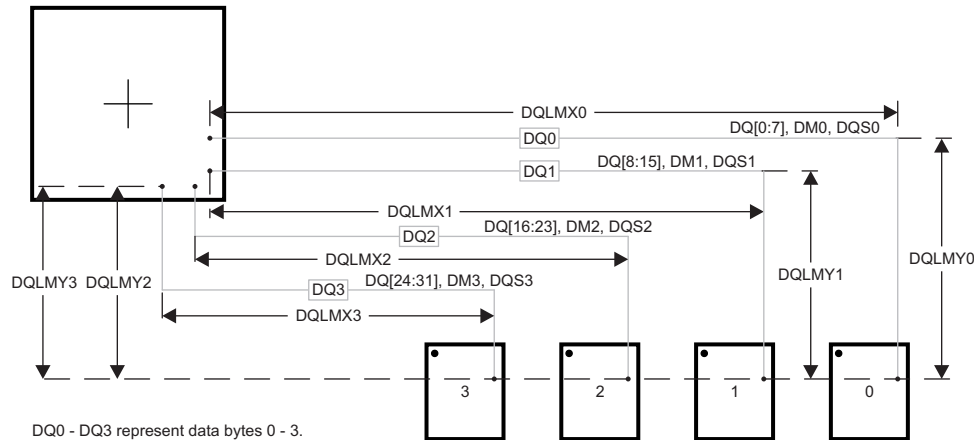 DQLMX0
DQ[0:7], DM0, DQS0
DQ0
DQ[8:15], DM1, DQS1
DQ1
DQLMX1
DQ[16:23], DM2, DQS2
DQ2
DQLMX2
DQLMY3
DQLMY2
DQLMY1
DQLMY0
DQ[24:31], DM3, DQS3
DQ3
DQLMX3
3
2
1
0
DQ0 - DQ3 represent data bytes 0 - 3.